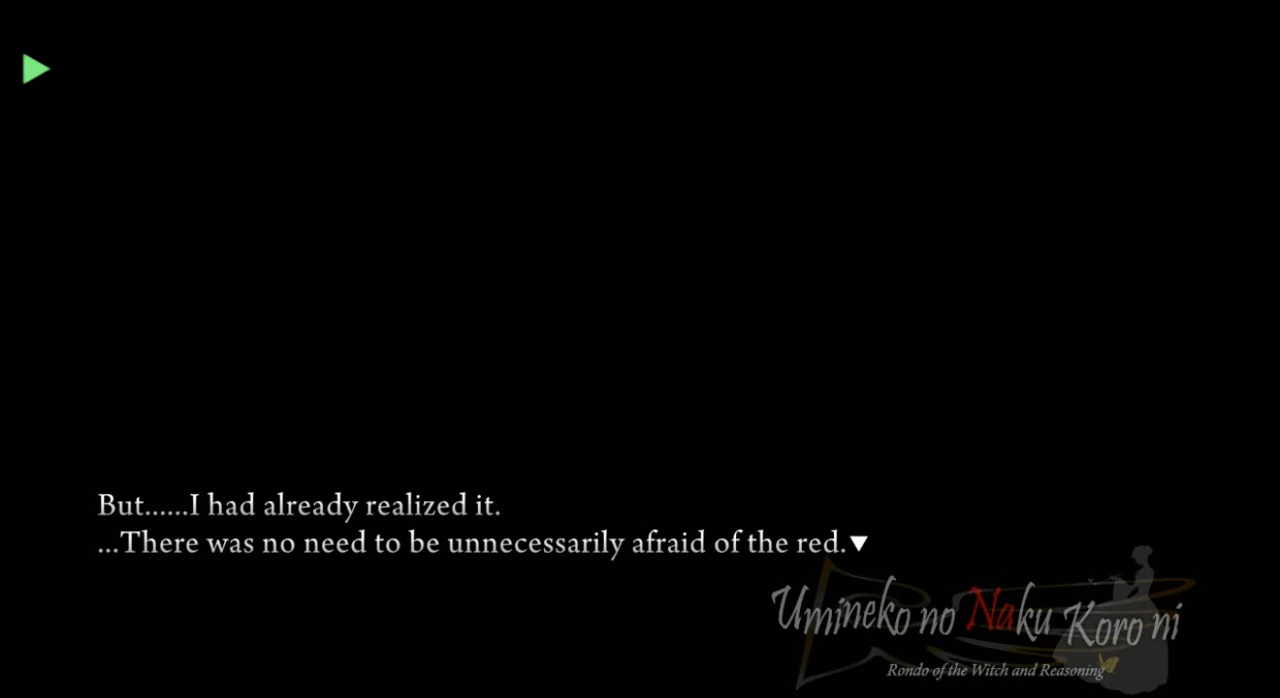 But......I had already realized it.
...There was no need to be unnecessarily afraid of the red.
Umineko no Naku Koro ni
Rondo of the Witch and Reasoning